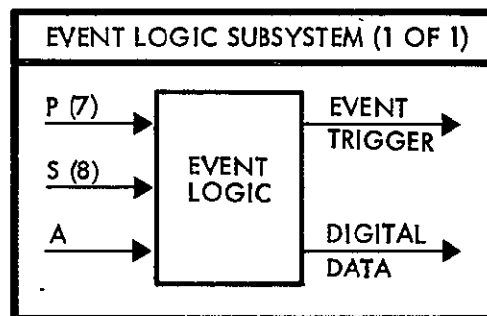 EVENT LOGIC SUBSYSTEM (1 OF 1)
P (7)
S (8)
A
EVENT
LOGIC
EVENT
TRIGGER
DIGITAL
DATA